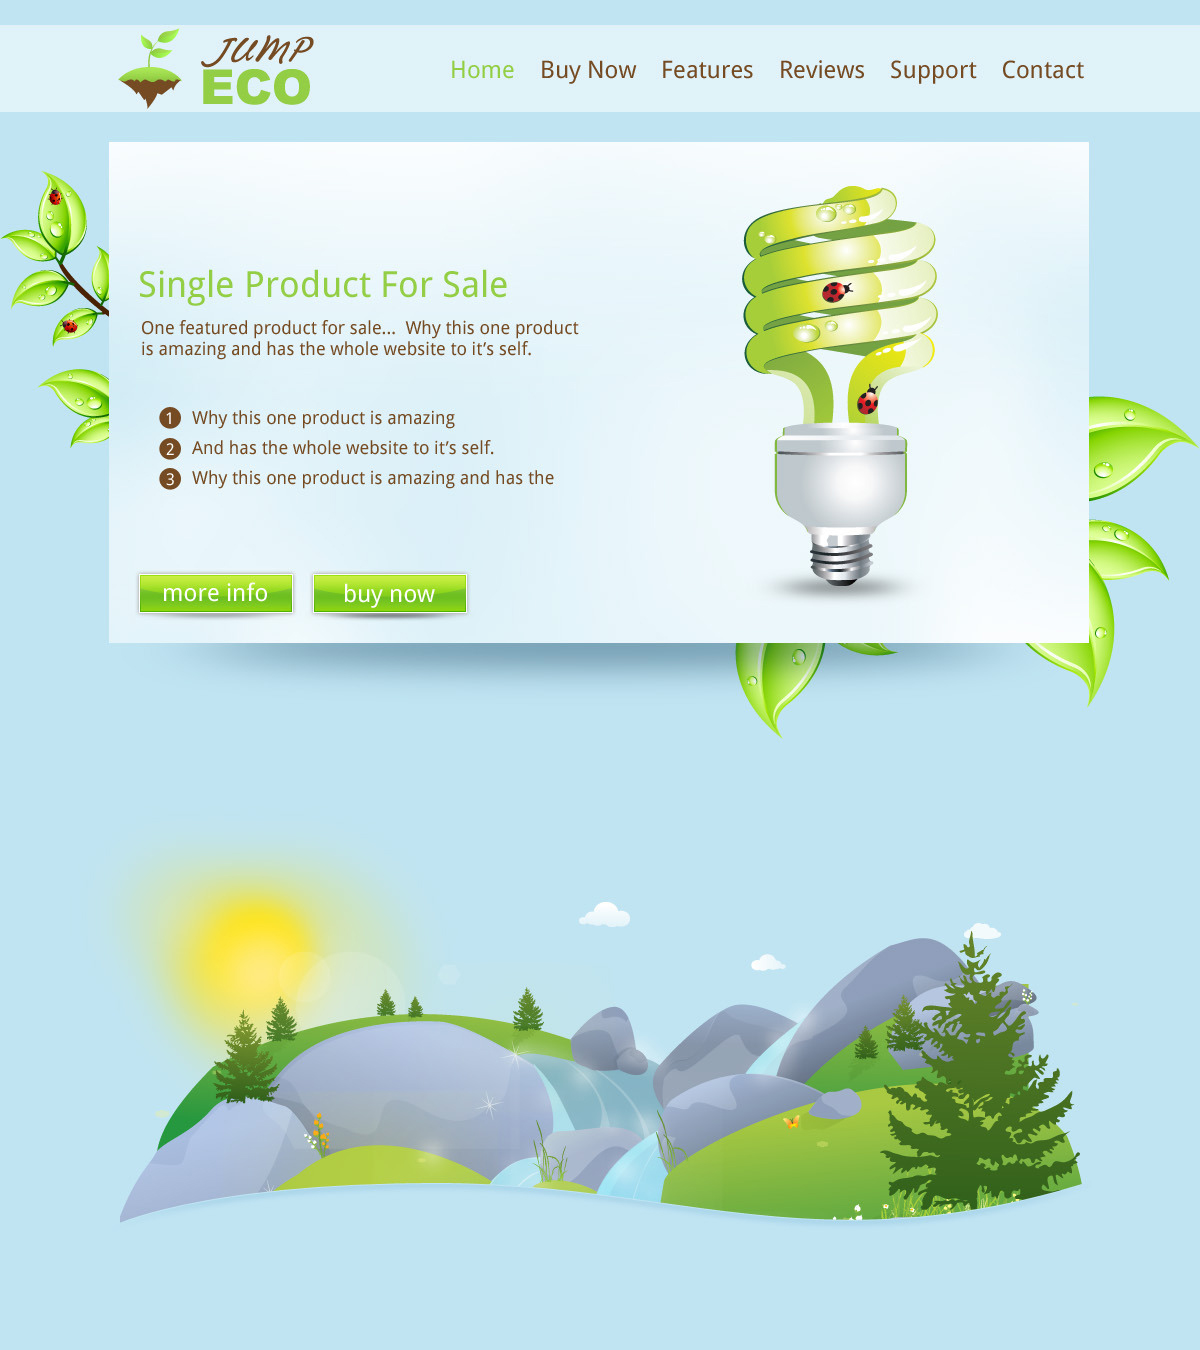 JUMP
ECO
Home Buy Now Features Reviews Support Contact
Single Product For Sale
One featured product for sale... Why this one product
is amazing and has the whole website to it’s self.
1 Why this one product is amazing
2 And has the whole website to it’s self.
3 Why this one product is amazing and has the
more info buy now